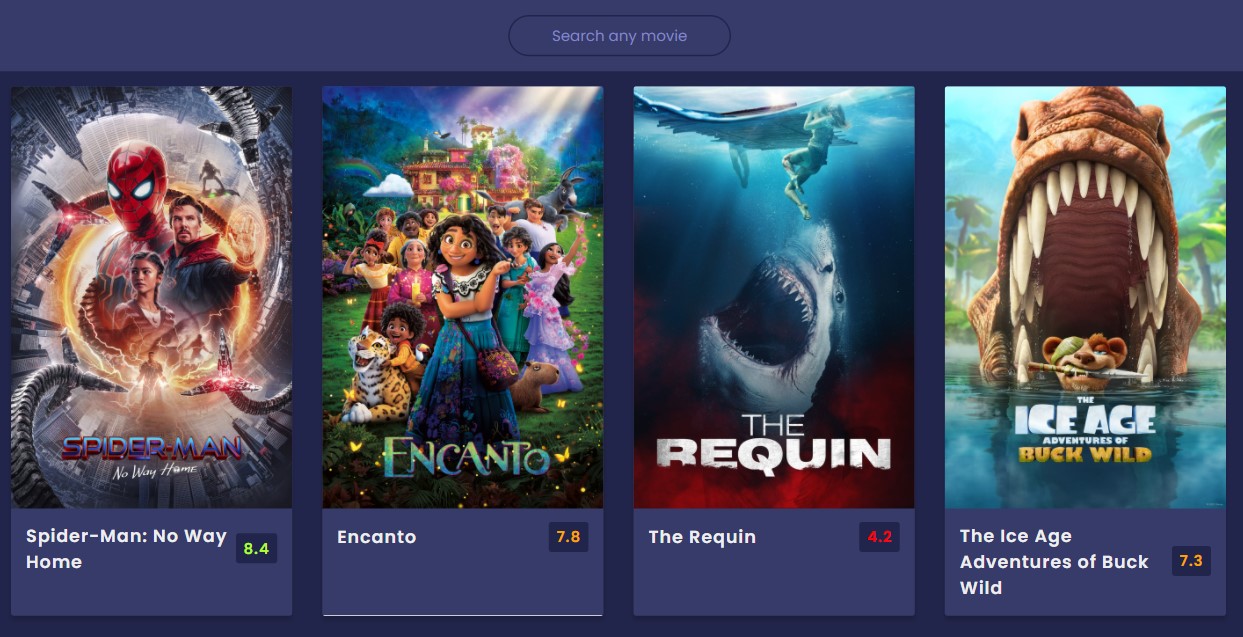 Search any movie
SPIDER-MAN
No Way Home
ENCANTO
THE
REQUIN
THE
ICE AGE
ADVENTURES OF
BUCK WILD
Spider-Man: No Way
Home
8.4
Encanto
7.8
The Requin
4.2
The Ice Age
Adventures of Buck
Wild
7.3